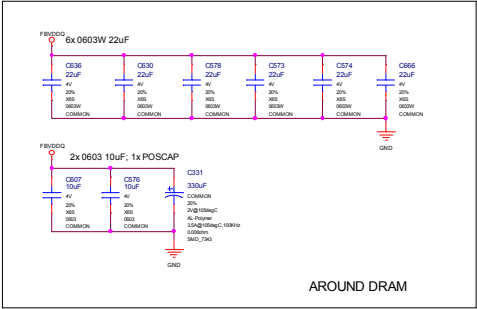 FBVDDQ
6x 0603W 22uF
C636 C630 C578 C573 C574 C666
22uF 22uF 22uF 22uF 22uF 22uF
4V 4V 4V 4V 4V 4V
20% 20% 20% 20% 20% 20%
X6S X6S X6S X6S X6S X6S
0603W 0603W 0603W 0603W 0603W 0603W
COMMON COMMON COMMON COMMON COMMON COMMON
GND
FBVDDQ
2x 0603 10uF; 1x POSCAP
C607 C576 C331
10uF 10uF 330uF
4V 4V COMMON
20% 20% 20%
X6S X6S 2V@105degC
0603 0603 AL-Polymer
COMMON COMMON 3.5A@105degC,100KHz
0.006ohm
SMD_7343
GND
AROUND DRAM